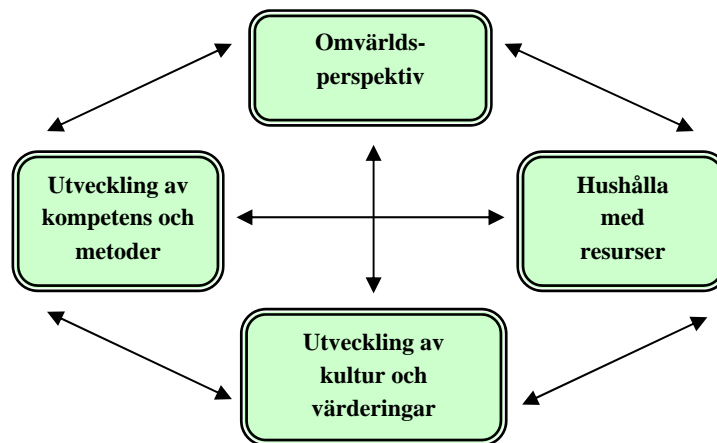 Omvärlds-
perspektiv
Utveckling av
kompetens och
metoder
Hushålla
med
resurser
Utveckling av
kultur och
värderingar